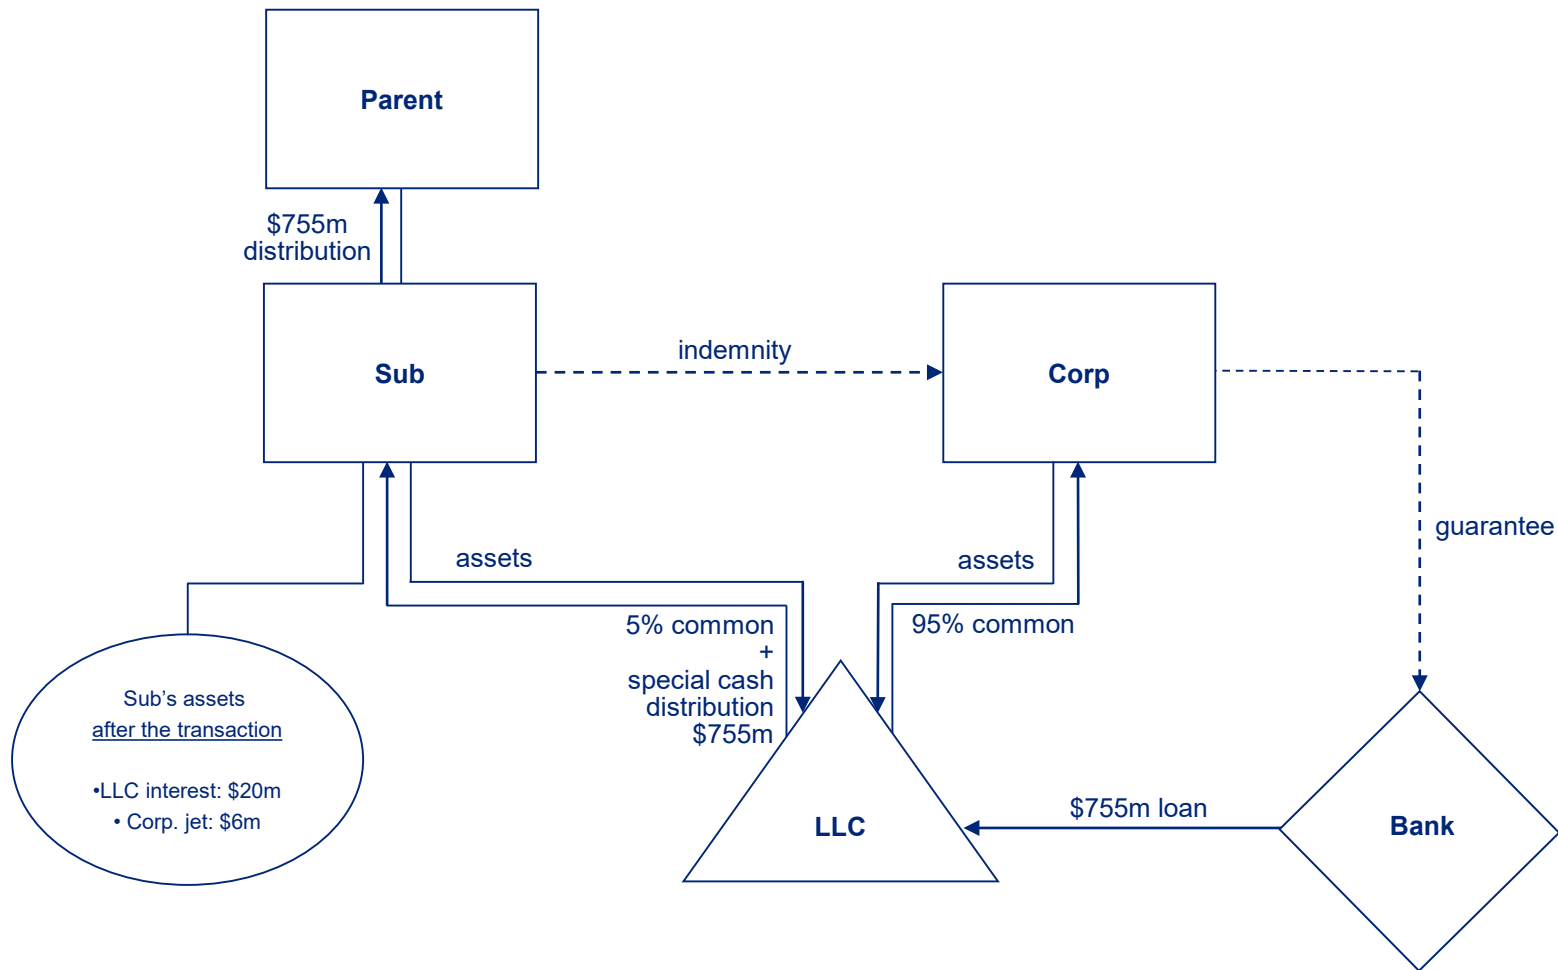 Parent
$755m
distribution
Sub
indemnity
Corp
guarantee
assets
assets
5% common
+
special cash
distribution
$755m
95% common
Sub’s assets
after the transaction
•LLC interest: $20m
• Corp. jet: $6m
LLC
$755m loan
Bank